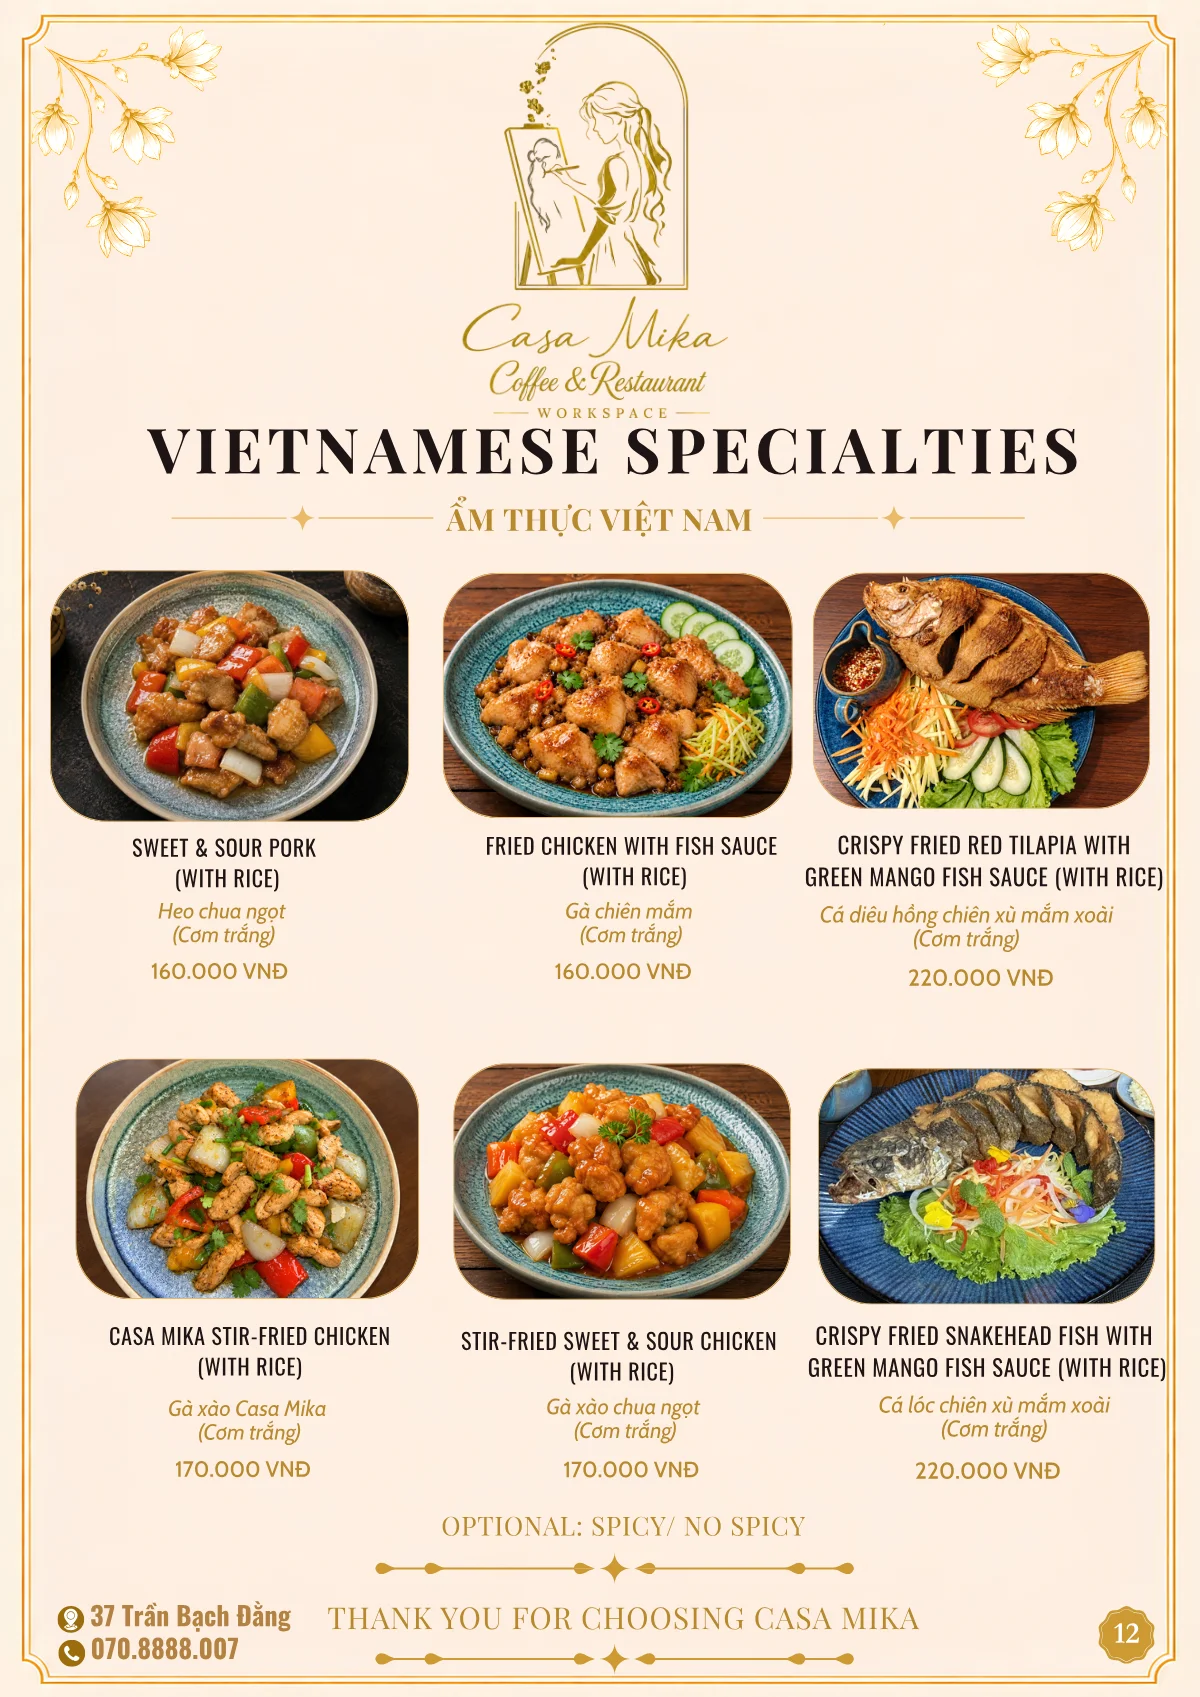 Casa Mika
Coffee & Restaurant
WORKSPACE
VIETNAMESE SPECIALTIES
ẨM THỰC VIỆT NAM
SWEET & SOUR PORK
(WITH RICE)
Heo chua ngọt
(Cơm trắng)
160.000 VNĐ
FRIED CHICKEN WITH FISH SAUCE
(WITH RICE)
Gà chiên mắm
(Cơm trắng)
160.000 VNĐ
CRISPY FRIED RED TILAPIA WITH
GREEN MANGO FISH SAUCE (WITH RICE)
Cá diêu hồng chiên xù mắm xoài
(Cơm trắng)
220.000 VNĐ
CASA MIKA STIR-FRIED CHICKEN
(WITH RICE)
Gà xào Casa Mika
(Cơm trắng)
170.000 VNĐ
STIR-FRIED SWEET & SOUR CHICKEN
(WITH RICE)
Gà xào chua ngọt
(Cơm trắng)
170.000 VNĐ
CRISPY FRIED SNAKEHEAD FISH WITH
GREEN MANGO FISH SAUCE (WITH RICE)
Cá lóc chiên xù mắm xoài
(Cơm trắng)
220.000 VNĐ
OPTIONAL: SPICY/ NO SPICY
37 Trần Bạch Đằng
070.8888.007
THANK YOU FOR CHOOSING CASA MIKA
12